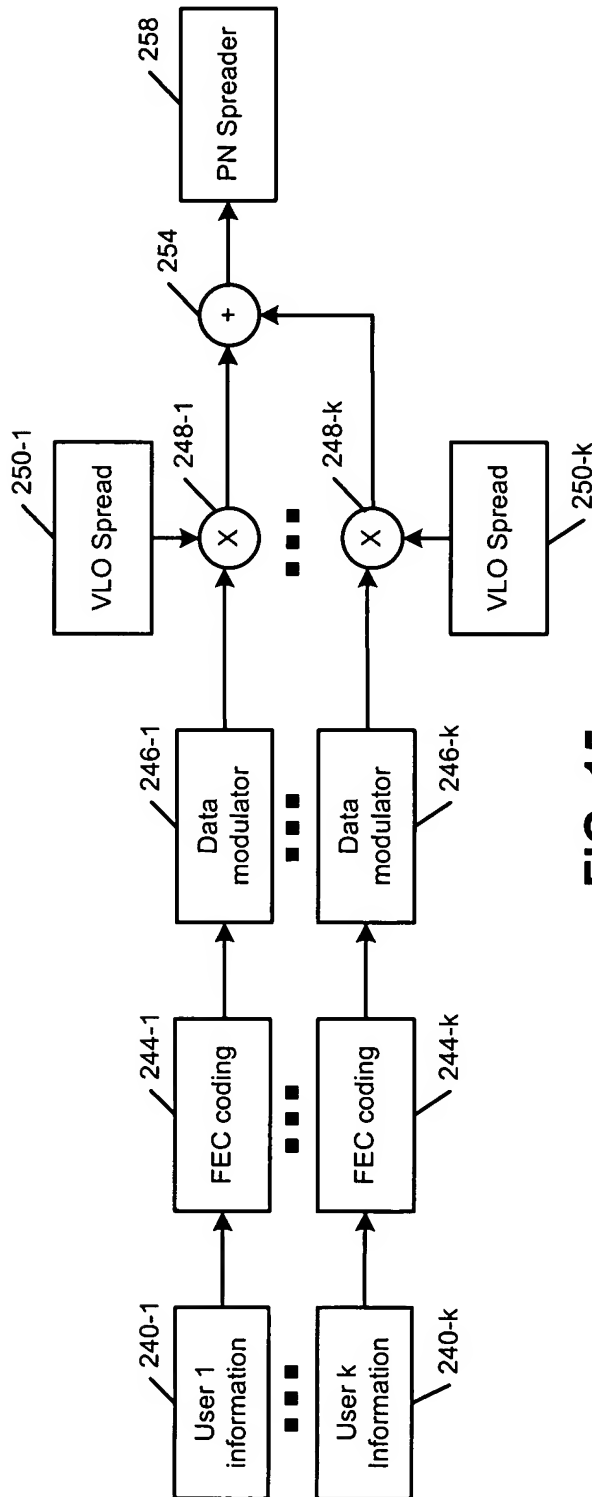 240-1
User 1
information
244-1
FEC coding
246-1
Data
modulator
250-1
VLO Spread
248-1
X
254
+
258
PN Spreader
240-k
User k
Information
244-k
FEC coding
246-k
Data
modulator
248-k
X
VLO Spread
250-k
FIG.